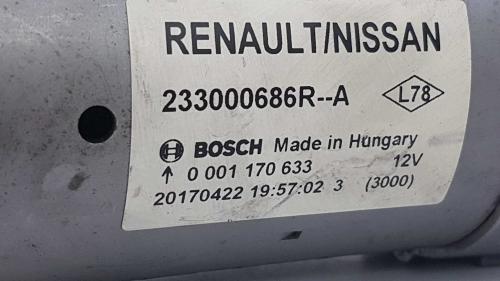 RENAULT/NISSAN
233000686R--A L78
BOSCH Made in Hungary
↑ 0 001 170 633 12V
20170422 19:57:02 3 (3000)